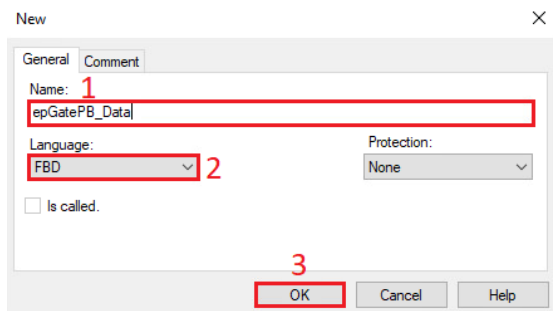 New
General Comment
Name: 1
epGatePB_Data
Language: Protection:
FBD 2 None
Is called.
3
OK Cancel Help